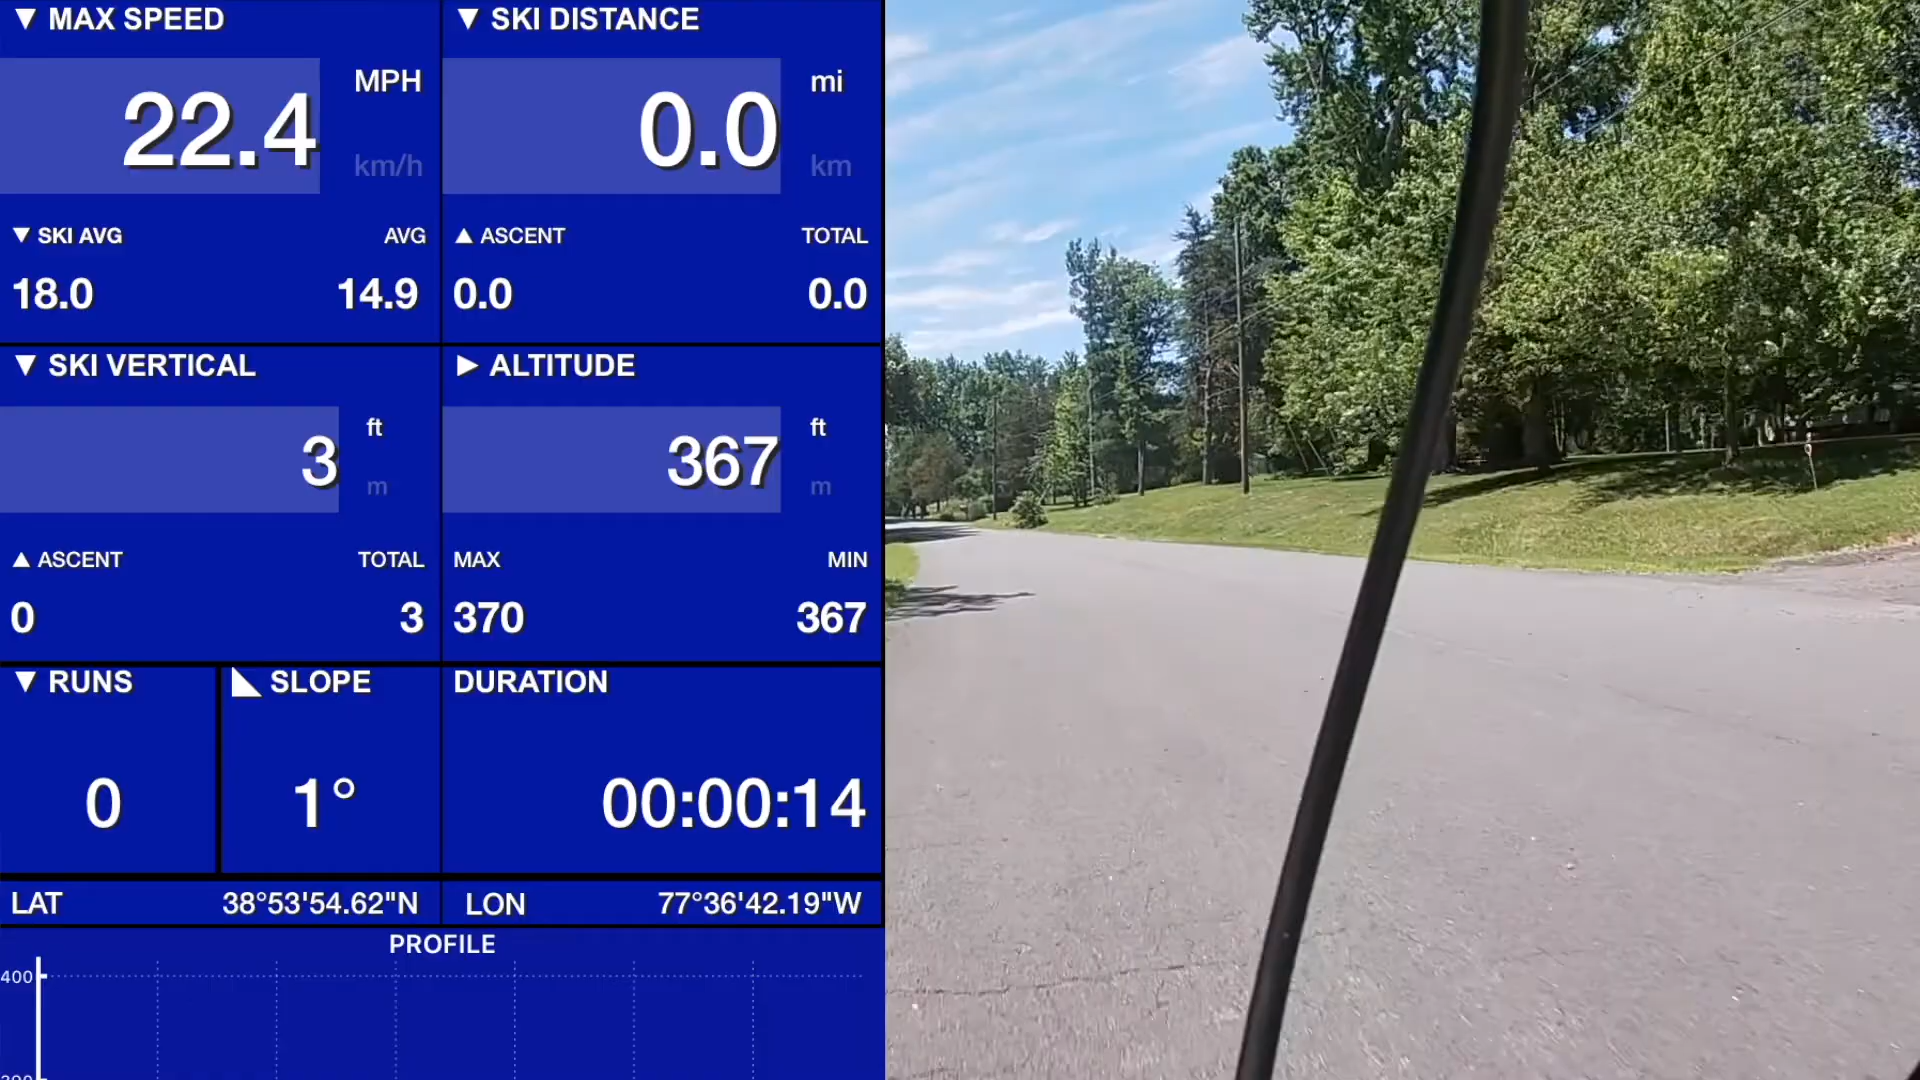 ▼ MAX SPEED
22.4 MPH
km/h
▼ SKI AVG AVG
18.0 14.9
▼ SKI DISTANCE
0.0 mi
km
▲ ASCENT TOTAL
0.0 0.0
▼ SKI VERTICAL
3 ft
m
▲ ASCENT TOTAL
0 3
► ALTITUDE
367 ft
m
MAX MIN
370 367
▼ RUNS
0
◣ SLOPE
1°
DURATION
00:00:14
LAT 38°53'54.62"N
LON 77°36'42.19"W
PROFILE
400